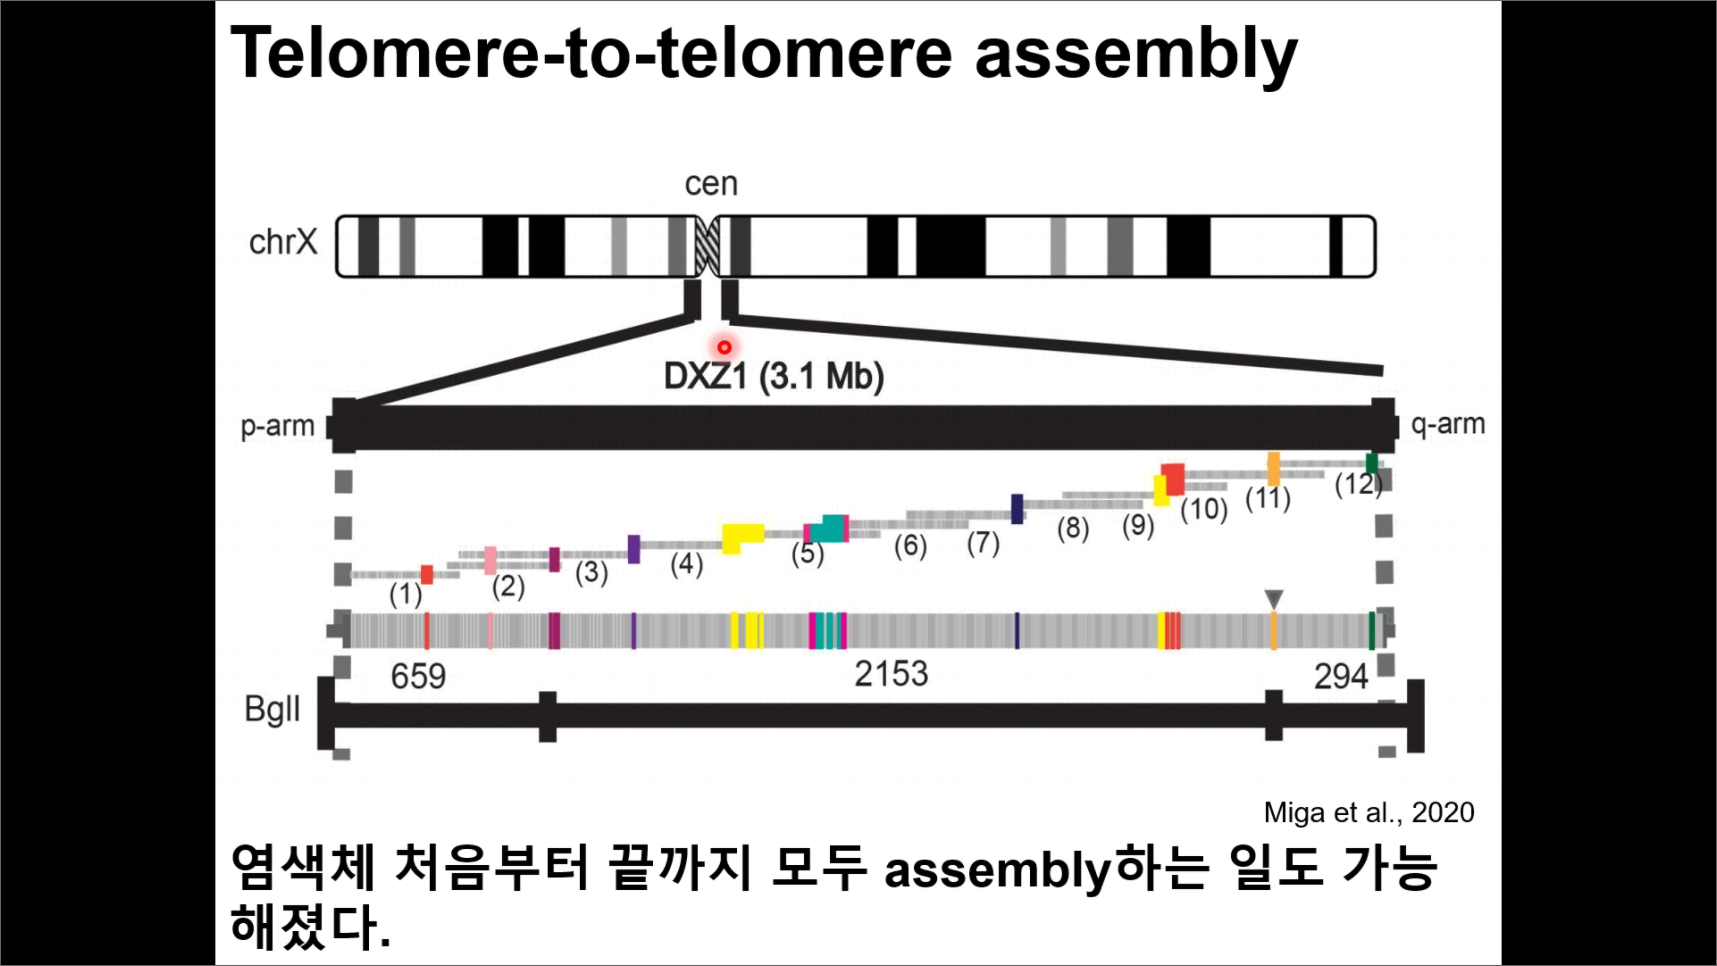 Telomere-to-telomere assembly
cen
chrX
DXZ1 (3.1 Mb)
p-arm
q-arm
(1)
(2)
(3)
(4)
(5)
(6)
(7)
(8)
(9)
(10)
(11)
(12)
659
2153
294
BglI
Miga et al., 2020
염색체 처음부터 끝까지 모두 assembly하는 일도 가능
해졌다.